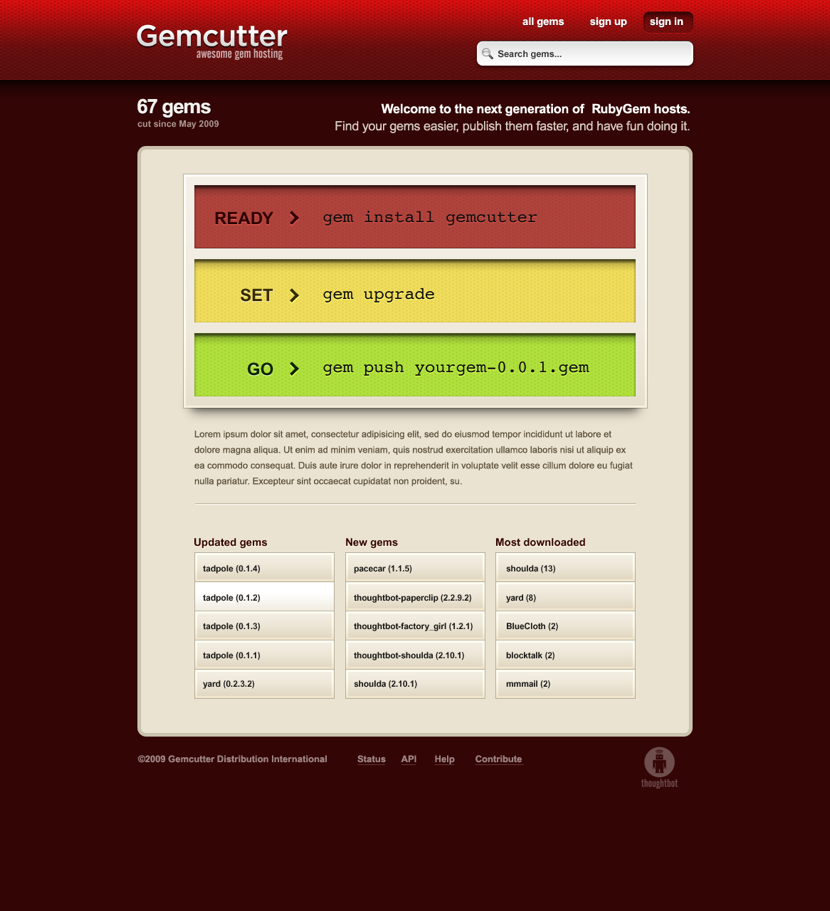 Gemcutter
awesome gem hosting
all gems
sign up
sign in
Search gems...
67 gems
cut since May 2009
Welcome to the next generation of RubyGem hosts.
Find your gems easier, publish them faster, and have fun doing it.
READY
gem install gemcutter
SET
gem upgrade
GO
gem push yourgem-0.0.1.gem
Lorem ipsum dolor sit amet, consectetur adipisicing elit, sed do eiusmod tempor incididunt ut labore et
dolore magna aliqua. Ut enim ad minim veniam, quis nostrud exercitation ullamco laboris nisi ut aliquip ex
ea commodo consequat. Duis aute irure dolor in reprehenderit in voluptate velit esse cillum dolore eu fugiat
nulla pariatur. Excepteur sint occaecat cupidatat non proident, su.
Updated gems
tadpole (0.1.4)
tadpole (0.1.2)
tadpole (0.1.3)
tadpole (0.1.1)
yard (0.2.3.2)
New gems
pacecar (1.1.5)
thoughtbot-paperclip (2.2.9.2)
thoughtbot-factory_girl (1.2.1)
thoughtbot-shoulda (2.10.1)
shoulda (2.10.1)
Most downloaded
shoulda (13)
yard (8)
BlueCloth (2)
blocktalk (2)
mmmail (2)
©2009 Gemcutter Distribution International
Status
API
Help
Contribute
thoughtbot